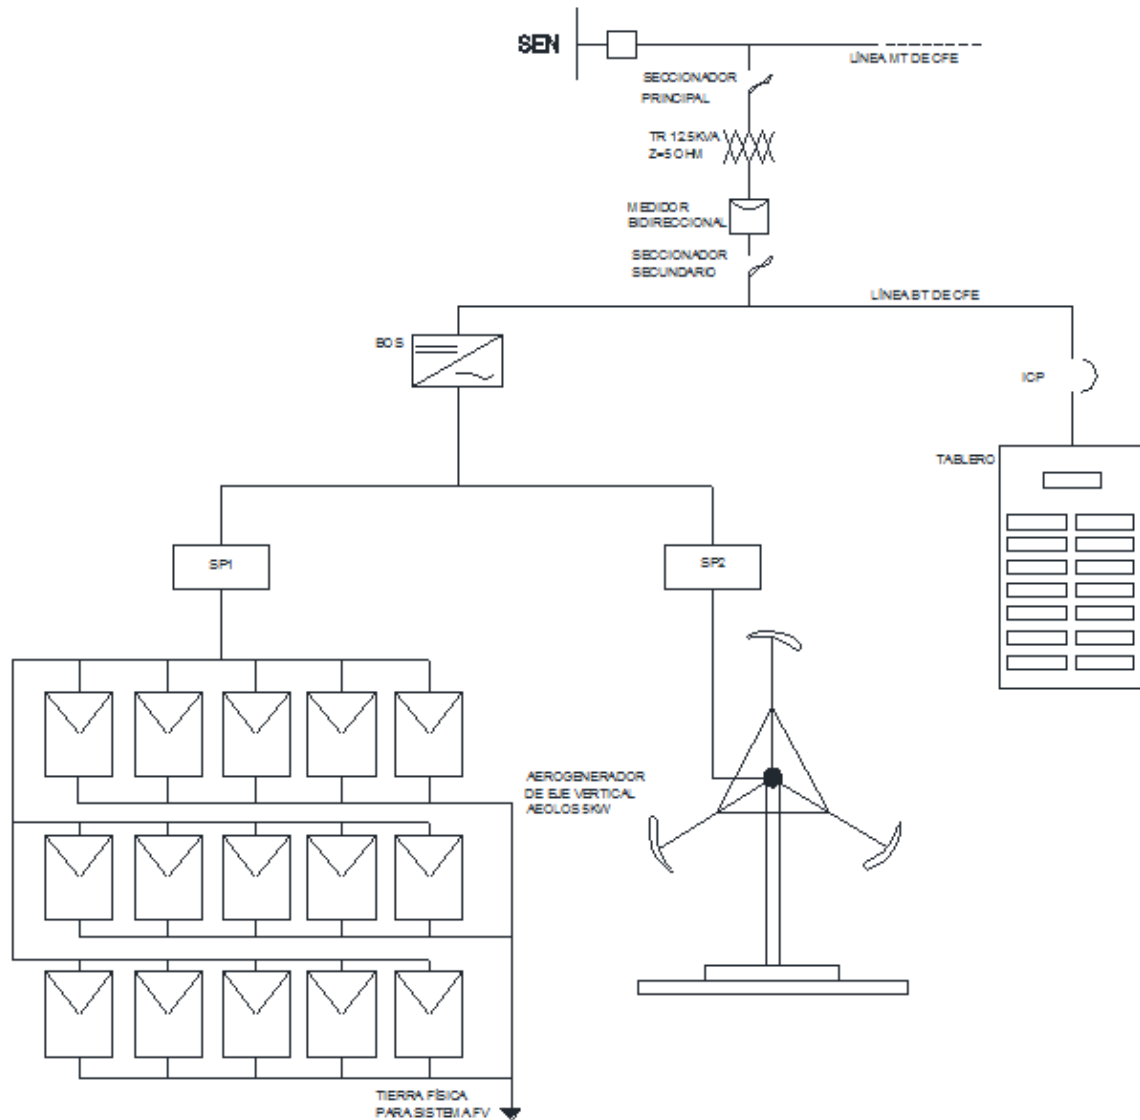 SEN
LÍNEA MT DE CFE
SECCIONADOR
PRINCIPAL
TR 12.5KVA
Z=5 OHM
MEDIDOR
BIDIRECCIONAL
SECCIONADOR
SECUNDARIO
LÍNEA BT DE CFE
BOS
ICP
TABLERO
SP1
SP2
AEROGENERADOR
DE EJE VERTICAL
AEOLOS 5KW
TIERRA FÍSICA
PARA SISTEMA FV